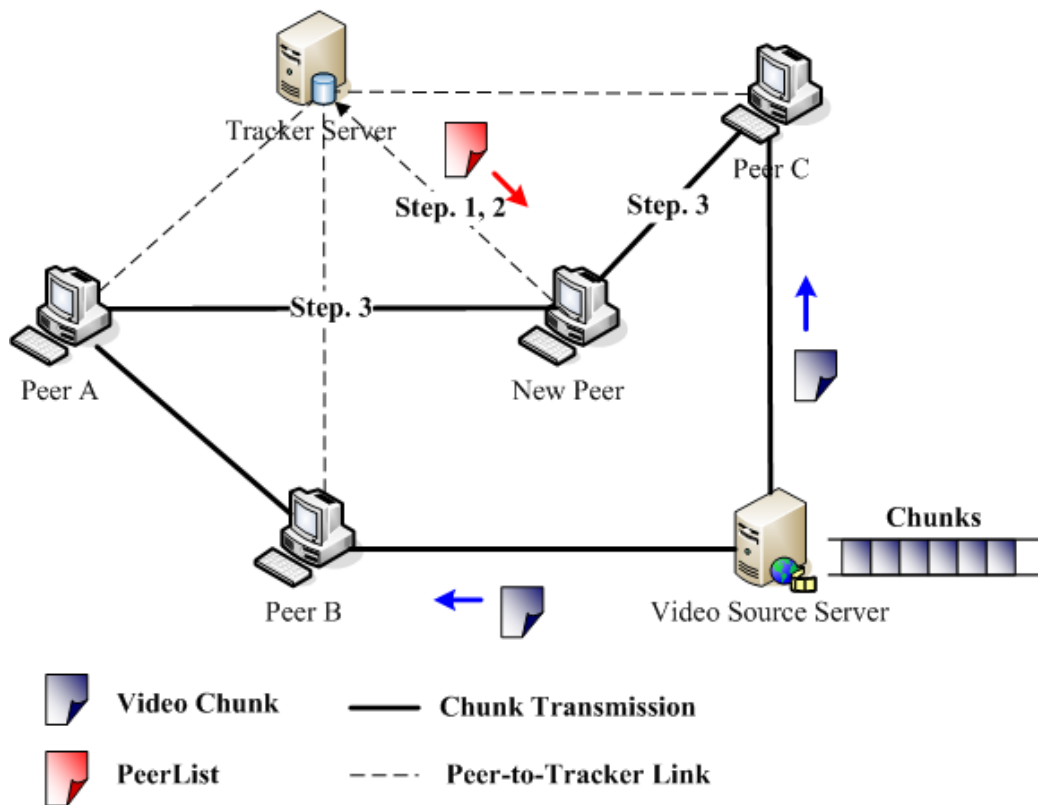 Tracker Server
Peer C
Step. 1, 2
Step. 3
Step. 3
Peer A
New Peer
Chunks
Peer B
Video Source Server
Video Chunk
Chunk Transmission
PeerList
Peer-to-Tracker Link